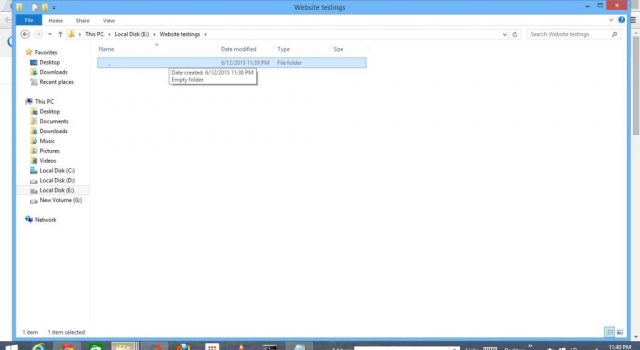 Website testings
File Home Share View
This PC Local Disk (E:) Website testings
Search Website testings
Name Date modified Type Size
Favorites
. 6/12/2015 11:39 PM File folder
Desktop
Date created: 6/12/2015 11:38 PM
Downloads
Empty folder
Recent places
This PC
Desktop
Documents
Downloads
Music
Pictures
Videos
Local Disk (C:)
Local Disk (D:)
Local Disk (E:)
New Volume (G:)
Network
1 item 1 item selected
11:40 PM